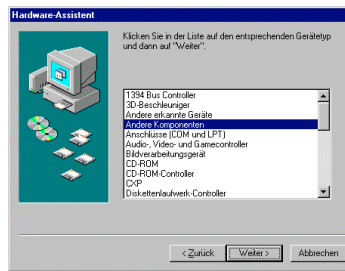 Hardware-Assistent
Klicken Sie in der Liste auf den entsprechenden Gerätetyp
und dann auf "Weiter".
1394 Bus Controller
3D-Beschleuniger
Andere erkannte Geräte
Andere Komponenten
Anschlüsse (COM und LPT)
Audio-, Video- und Gamecontroller
Bildverarbeitungsgerät
CD-ROM
CD-ROM-Controller
CXP
Diskettenlaufwerk-Controller
< Zurück
Weiter >
Abbrechen